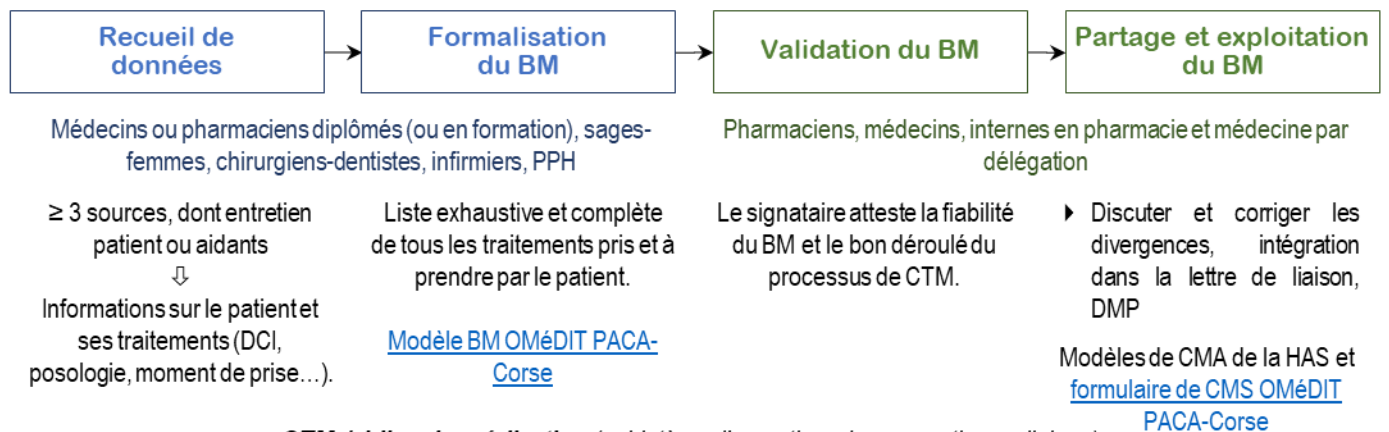 Recueil de
données
Formalisation
du BM
Validation du BM
Partage et exploitation
du BM
Médecins ou pharmaciens diplômés (ou en formation), sages-
femmes, chirurgiens-dentistes, infirmiers, PPH
Pharmaciens, médecins, internes en pharmacie et médecine par
délégation
≥ 3 sources, dont entretien
patient ou aidants
⇩
Informations sur le patient et
ses traitements (DCI,
posologie, moment de prise…).
Liste exhaustive et complète
de tous les traitements pris et à
prendre par le patient.
Modèle BM OMéDIT PACA-
Corse
Le signataire atteste la fiabilité
du BM et le bon déroulé du
processus de CTM.
Discuter et corriger les
divergences, intégration
dans la lettre de liaison,
DMP
Modèles de CMA de la HAS et
formulaire de CMS OMéDIT
PACA-Corse